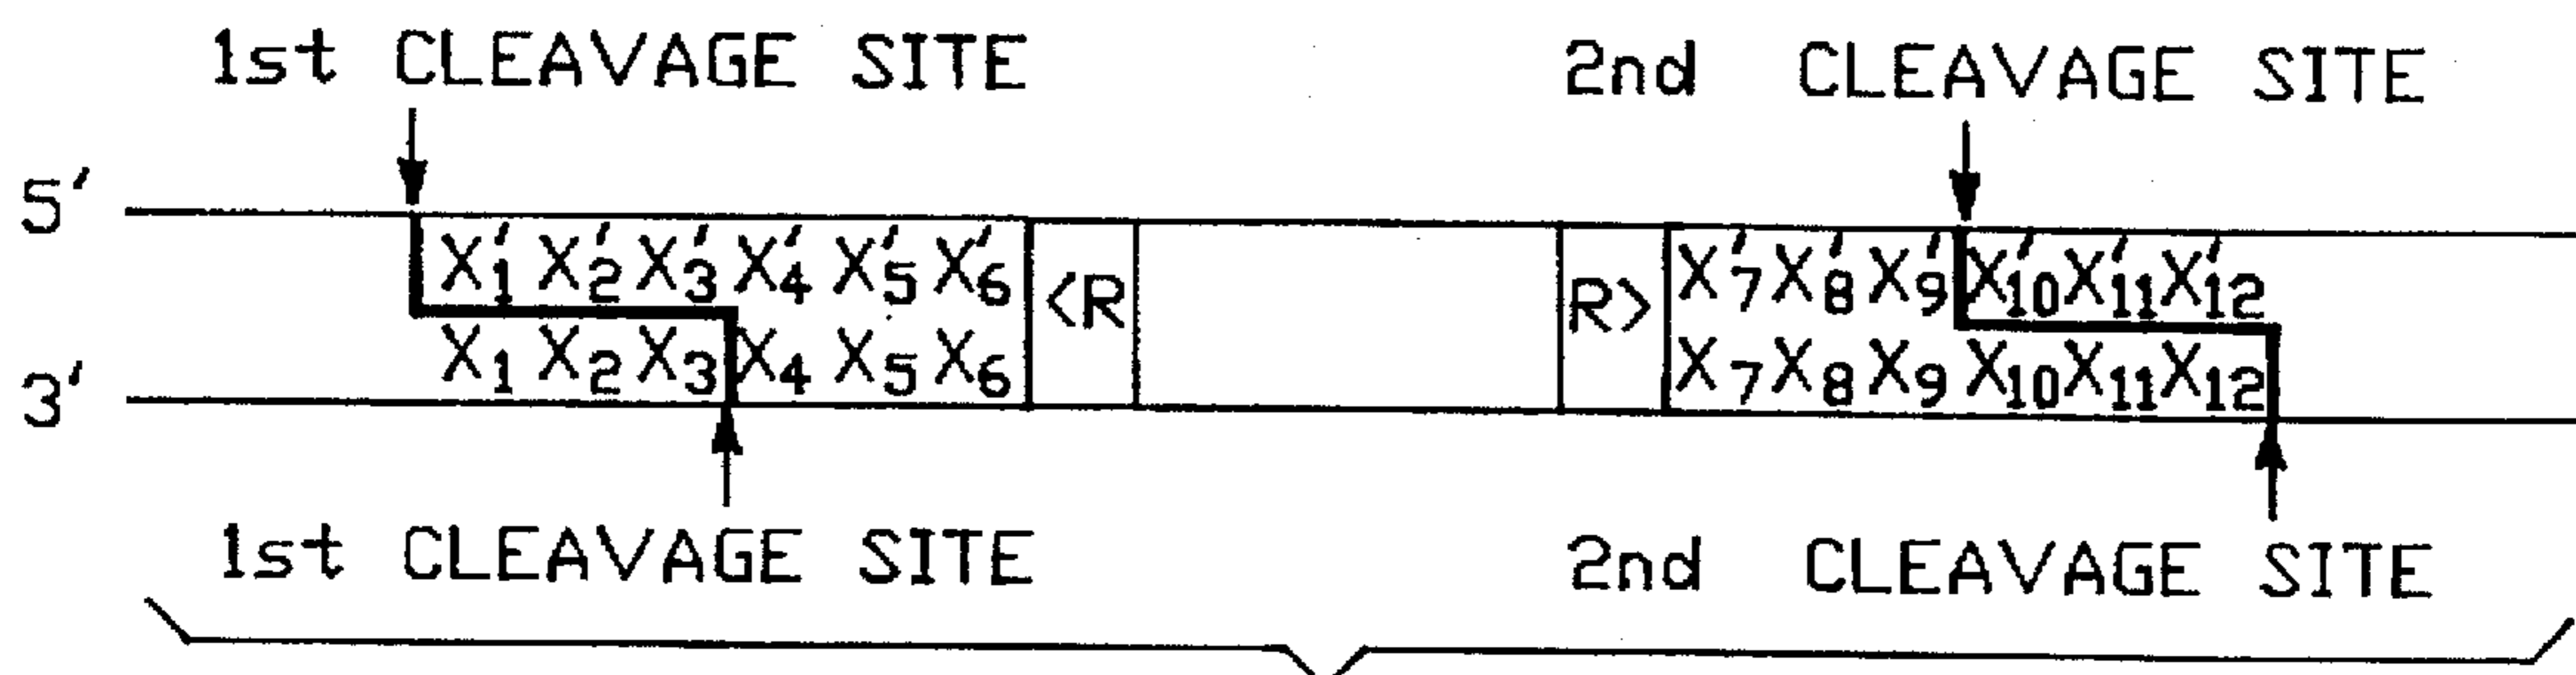 1st CLEAVAGE SITE 2nd CLEAVAGE SITE
5'
X'1 X'2 X'3 X'4 X'5 X'6 <R R> X'7 X'8 X'9 X'10 X'11 X'12
X1 X2 X3 X4 X5 X6 X7 X8 X9 X10 X11 X12
3'
1st CLEAVAGE SITE 2nd CLEAVAGE SITE